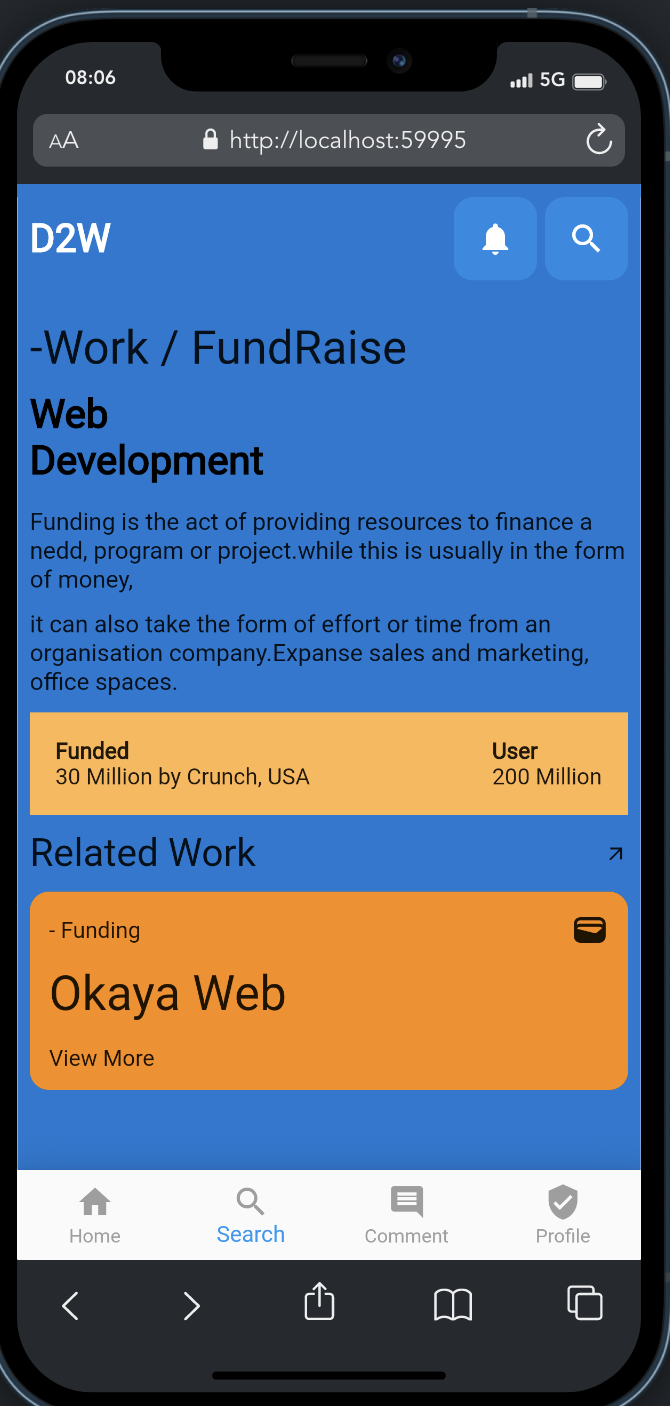 08:06
5G
AA
http://localhost:59995
D2W
-Work / FundRaise
Web
Development
Funding is the act of providing resources to finance a
nedd, program or project.while this is usually in the form
of money,
it can also take the form of effort or time from an
organisation company.Expanse sales and marketing,
office spaces.
Funded
30 Million by Crunch, USA
User
200 Million
Related Work
- Funding
Okaya Web
View More
Home
Search
Comment
Profile